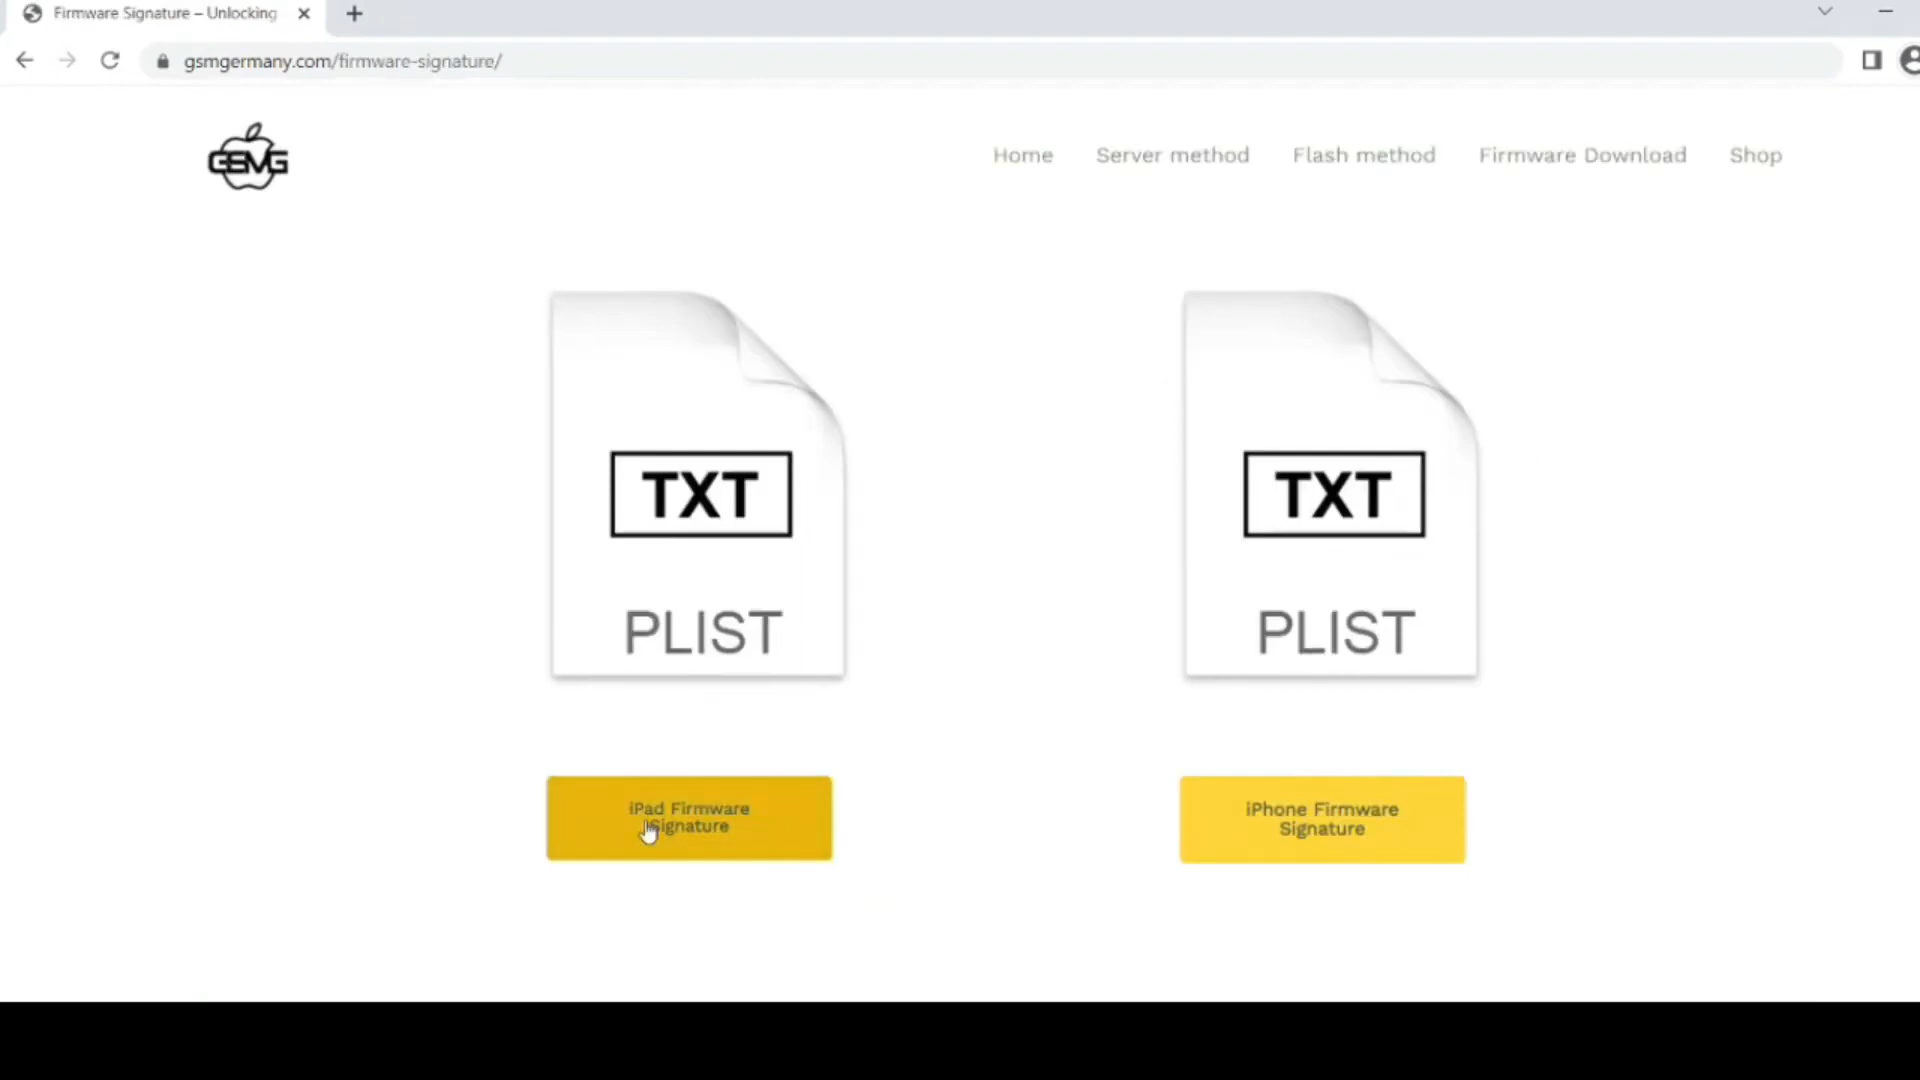 Firmware Signature – Unlocking
gsmgermany.com/firmware-signature/
GSMG
Home
Server method
Flash method
Firmware Download
Shop
TXT
PLIST
TXT
PLIST
iPad Firmware
Signature
iPhone Firmware
Signature